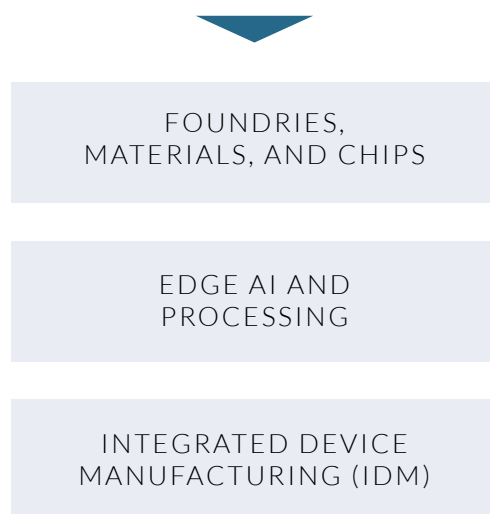 FOUNDRIES,
MATERIALS, AND CHIPS
EDGE AI AND
PROCESSING
INTEGRATED DEVICE
MANUFACTURING (IDM)